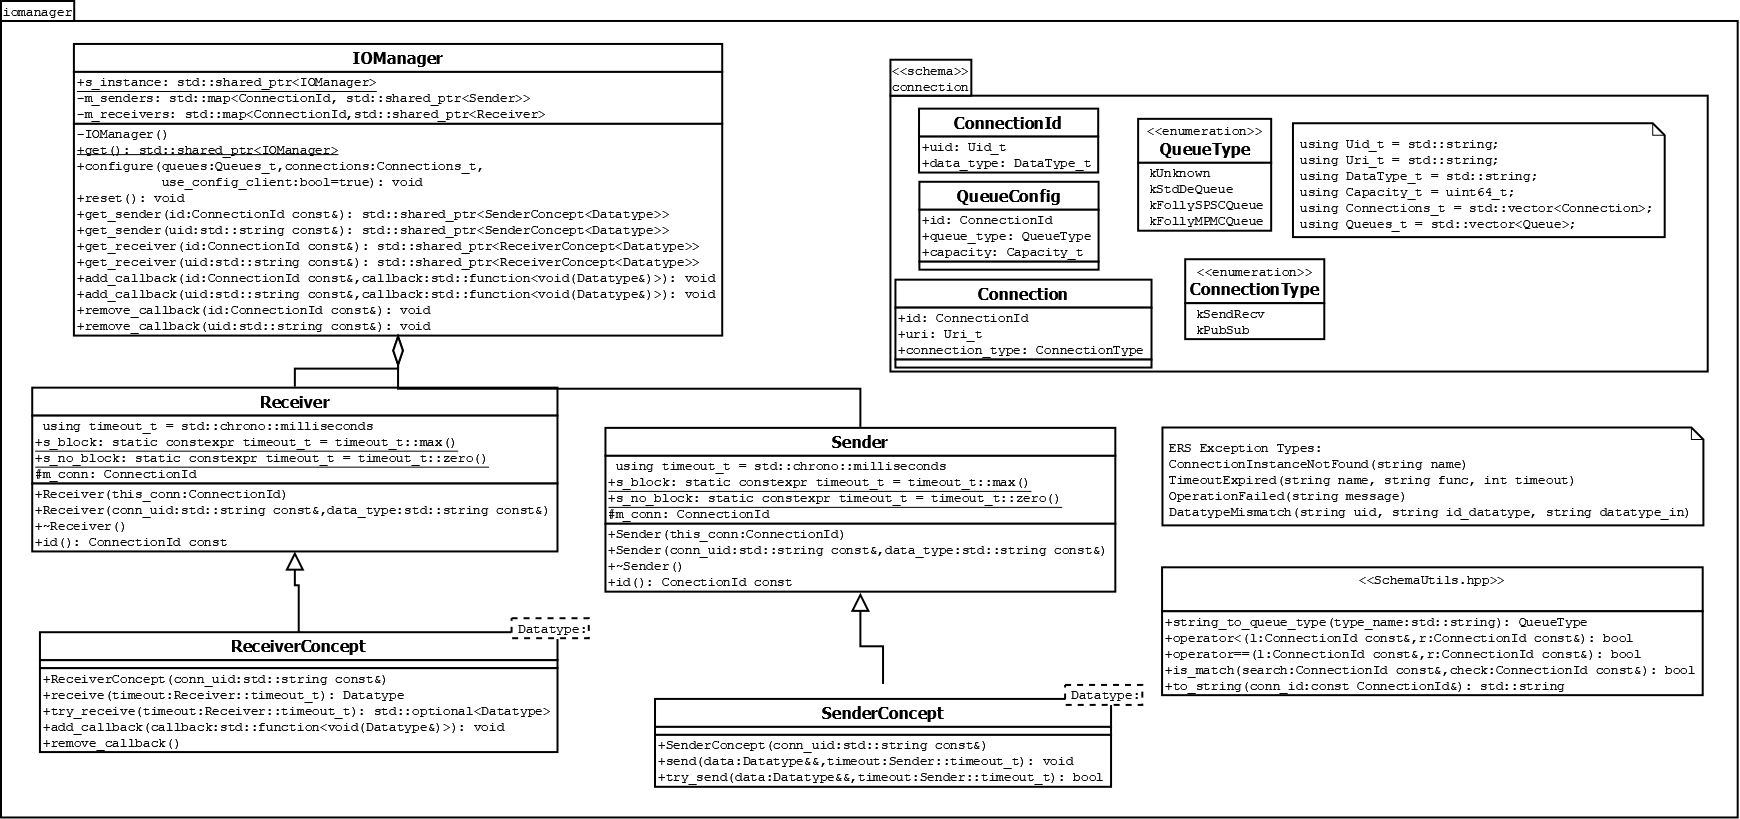 iomanager
IOManager
+s_instance: std::shared_ptr<IOManager>
-m_senders: std::map<ConnectionId, std::shared_ptr<Sender>>
-m_receivers: std::map<ConnectionId,std::shared_ptr<Receiver>
-IOManager()
+get(): std::shared_ptr<IOManager>
+configure(queues:Queues_t,connections:Connections_t,
use_config_client:bool=true): void
+reset(): void
+get_sender(id:ConnectionId const&): std::shared_ptr<SenderConcept<Datatype>>
+get_sender(uid:std::string const&): std::shared_ptr<SenderConcept<Datatype>>
+get_receiver(id:ConnectionId const&): std::shared_ptr<ReceiverConcept<Datatype>>
+get_receiver(uid:std::string const&): std::shared_ptr<ReceiverConcept<Datatype>>
+add_callback(id:ConnectionId const&,callback:std::function<void(Datatype&)>): void
+add_callback(uid:std::string const&,callback:std::function<void(Datatype&)>): void
+remove_callback(id:ConnectionId const&): void
+remove_callback(uid:std::string const&): void
<<schema>>
connection
ConnectionId
+uid: Uid_t
+data_type: DataType_t
QueueConfig
+id: ConnectionId
+queue_type: QueueType
+capacity: Capacity_t
Connection
+id: ConnectionId
+uri: Uri_t
+connection_type: ConnectionType
<<enumeration>>
QueueType
kUnknown
kStdDeQueue
kFollySPSCQueue
kFollyMPMCQueue
using Uid_t = std::string;
using Uri_t = std::string;
using DataType_t = std::string;
using Capacity_t = uint64_t;
using Connections_t = std::vector<Connection>;
using Queues_t = std::vector<Queue>;
<<enumeration>>
ConnectionType
kSendRecv
kPubSub
Receiver
using timeout_t = std::chrono::milliseconds
+s_block: static constexpr timeout_t = timeout_t::max()
+s_no_block: static constexpr timeout_t = timeout_t::zero()
#m_conn: ConnectionId
+Receiver(this_conn:ConnectionId)
+Receiver(conn_uid:std::string const&,data_type:std::string const&)
+~Receiver()
+id(): ConnectionId const
Sender
using timeout_t = std::chrono::milliseconds
+s_block: static constexpr timeout_t = timeout_t::max()
+s_no_block: static constexpr timeout_t = timeout_t::zero()
#m_conn: ConnectionId
+Sender(this_conn:ConnectionId)
+Sender(conn_uid:std::string const&,data_type:std::string const&)
+~Sender()
+id(): ConectionId const
ERS Exception Types:
ConnectionInstanceNotFound(string name)
TimeoutExpired(string name, string func, int timeout)
OperationFailed(string message)
DatatypeMismatch(string uid, string id_datatype, string datatype_in)
<<SchemaUtils.hpp>>
+string_to_queue_type(type_name:std::string): QueueType
+operator<(l:ConnectionId const&,r:ConnectionId const&): bool
+operator==(l:ConnectionId const&,r:ConnectionId const&): bool
+is_match(search:ConnectionId const&,check:ConnectionId const&): bool
+to_string(conn_id:const ConnectionId&): std::string
Datatype:
ReceiverConcept
+ReceiverConcept(conn_uid:std::string const&)
+receive(timeout:Receiver::timeout_t): Datatype
+try_receive(timeout:Receiver::timeout_t): std::optional<Datatype>
+add_callback(callback:std::function<void(Datatype&)>): void
+remove_callback()
Datatype:
SenderConcept
+SenderConcept(conn_uid:std::string const&)
+send(data:Datatype&&,timeout:Sender::timeout_t): void
+try_send(data:Datatype&&,timeout:Sender::timeout_t): bool